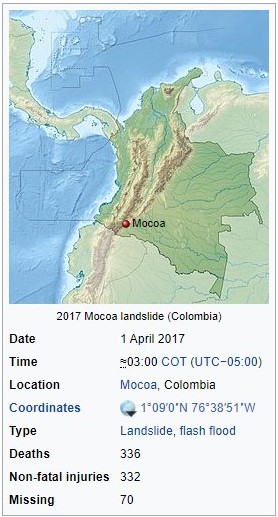 Mocoa
2017 Mocoa landslide (Colombia)
Date 1 April 2017
Time ≈03:00 COT (UTC−05:00)
Location Mocoa, Colombia
Coordinates 1°09′0″N 76°38′51″W
Type Landslide, flash flood
Deaths 336
Non-fatal injuries 332
Missing 70